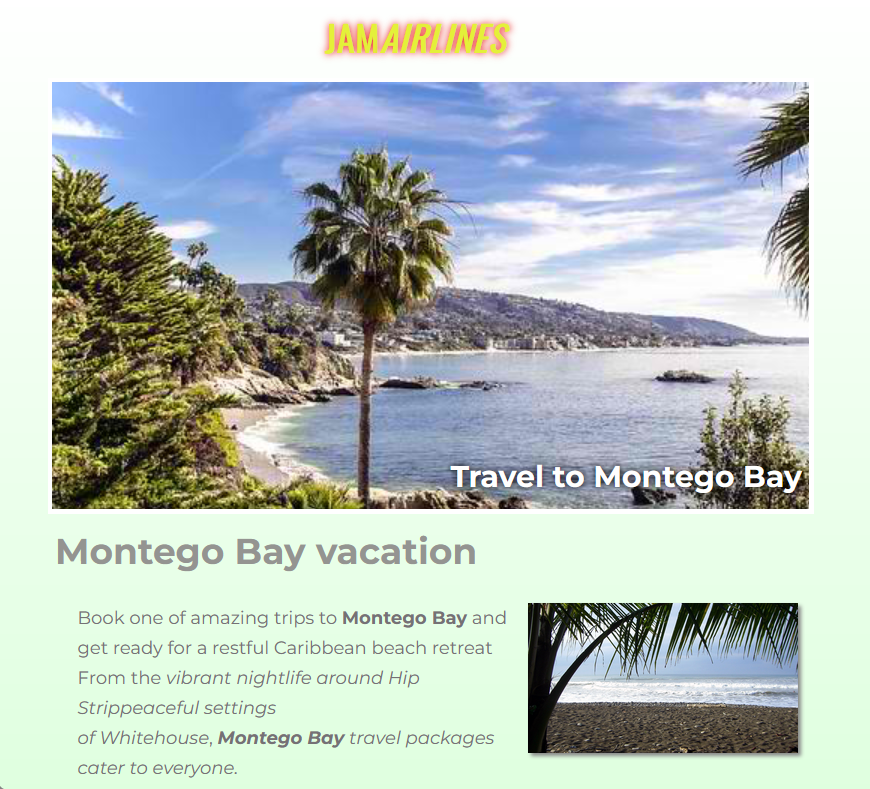 JAMAIRLINES
Travel to Montego Bay
Montego Bay vacation
Book one of amazing trips to Montego Bay and
get ready for a restful Caribbean beach retreat
From the vibrant nightlife around Hip
Strippeaceful settings
of Whitehouse, Montego Bay travel packages
cater to everyone.